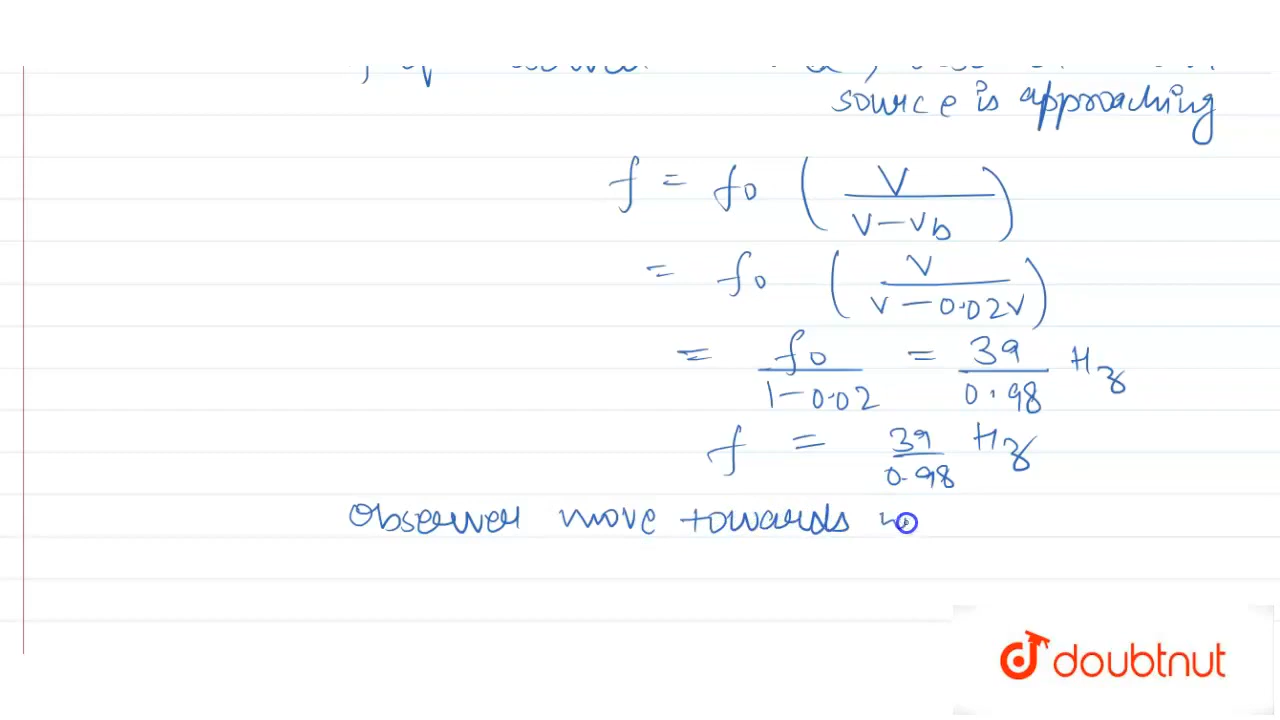 source is approaching
f = f0 ( V / V-Vb )
= f0 ( V / V-0.02V )
= f0 / 1-0.02 = 39 / 0.98 Hz
f = 39 / 0.98 Hz
Observer move towards
doubtnut